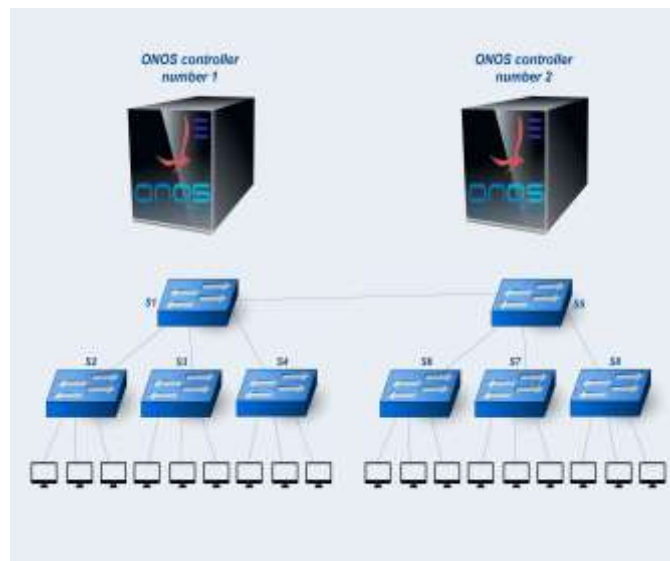 ONOS controller
number 1
ONOS controller
number 2
onos
onos
S1
S5
S2
S3
S4
S6
S7
S8